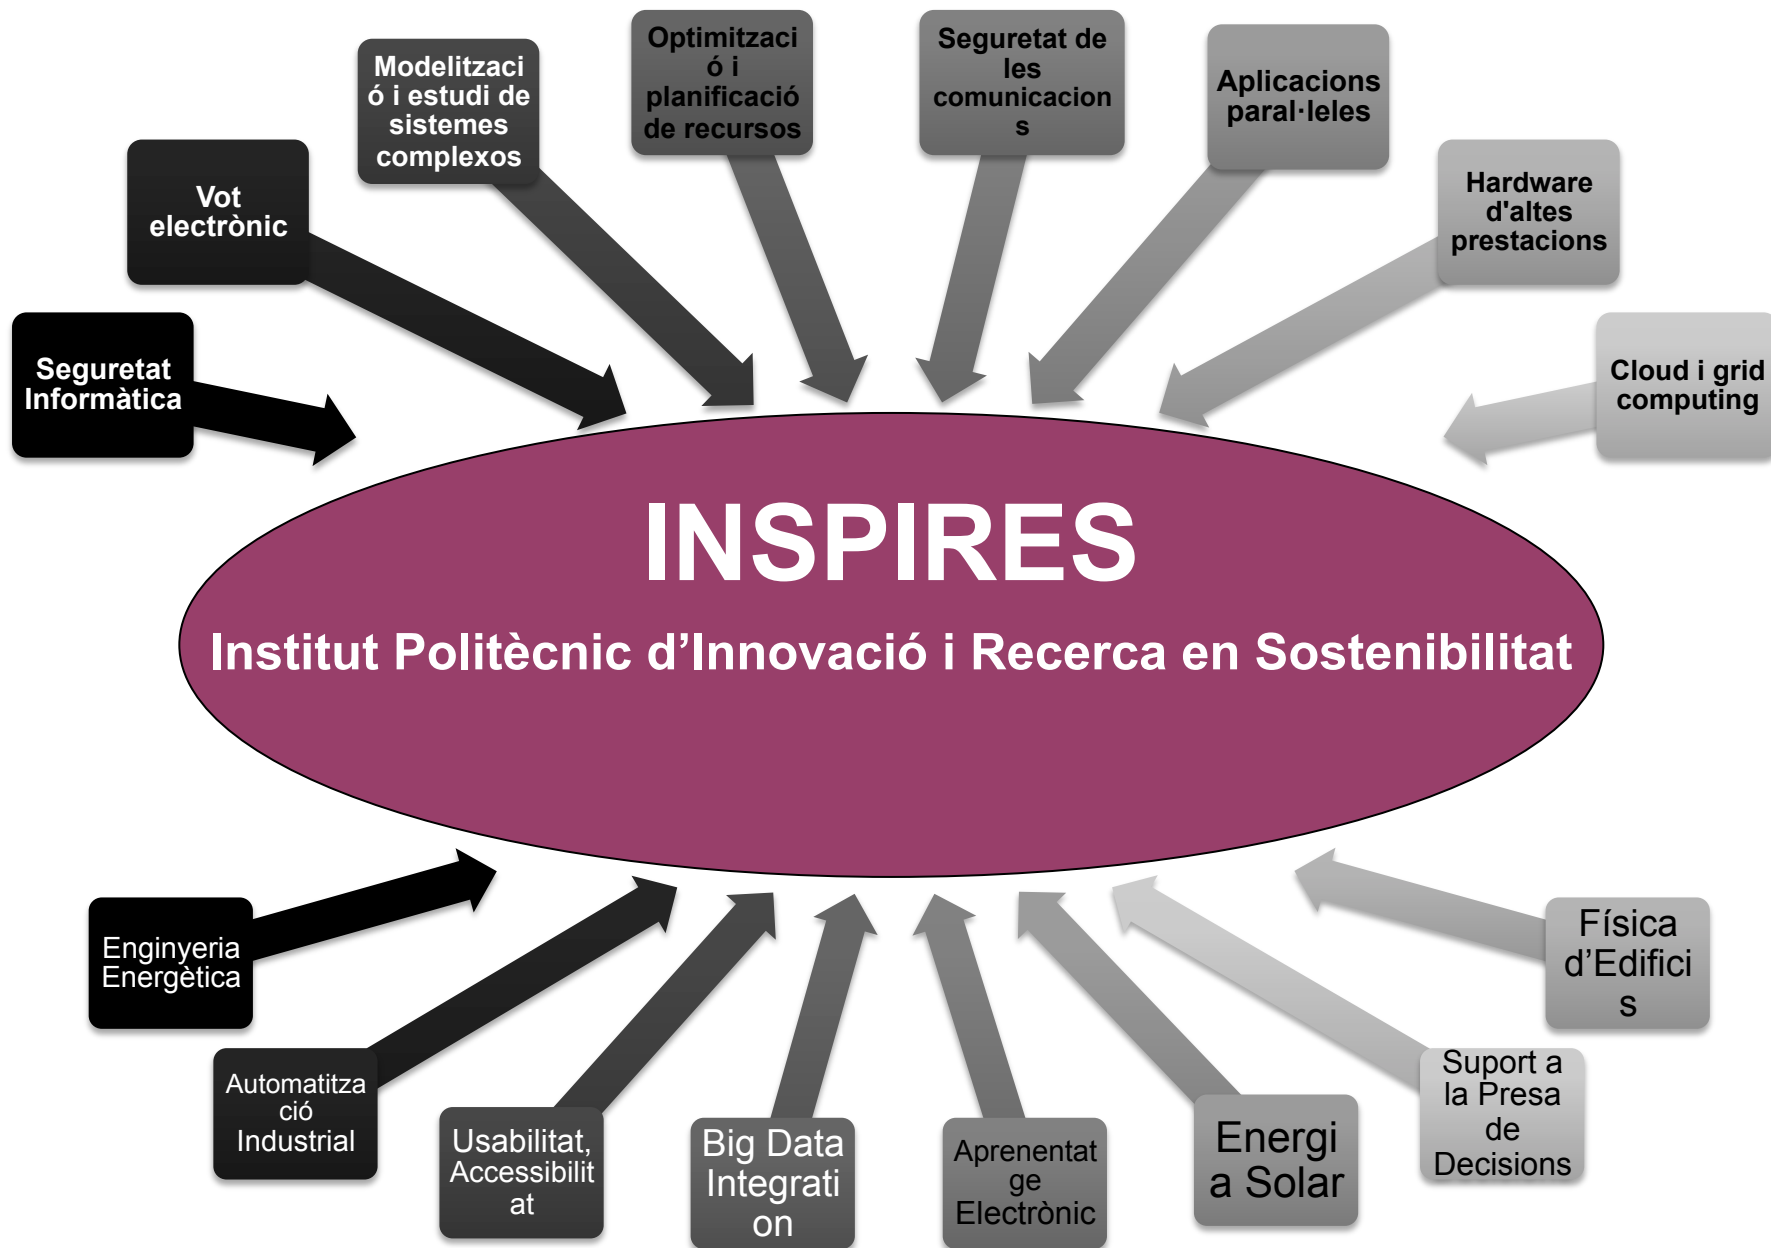 Optimitzaci
ó i
planificació
de recursos
Seguretat de
les
comunicacion
s
Modelitzaci
ó i estudi de
sistemes
complexos
Aplicacions
paral·leles
Vot
electrònic
Hardware
d'altes
prestacions
Seguretat
Informàtica
Cloud i grid
computing
INSPIRES
Institut Politècnic d’Innovació i Recerca en Sostenibilitat
Enginyeria
Energètica
Automatitza
ció
Industrial
Usabilitat,
Accessibilit
at
Big Data
Integrati
on
Aprenentat
ge
Electrònic
Energi
a Solar
Suport a
la Presa
de
Decisions
Física
d’Edifici
s